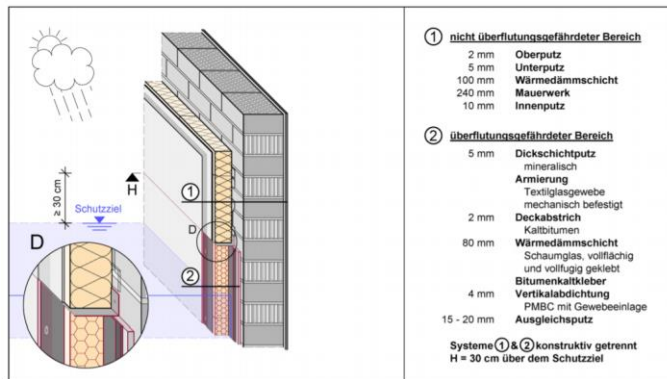 ≥ 30 cm
H
Schutzziel
D
1
D
2
1 nicht überflutungsgefährdeter Bereich
2 mm Oberputz
5 mm Unterputz
100 mm Wärmedämmschicht
240 mm Mauerwerk
10 mm Innenputz
2 überflutungsgefährdeter Bereich
5 mm Dickschichtputz
mineralisch
Armierung
Textilglasgewebe
mechanisch befestigt
2 mm Deckabstrich
Kaltbitumen
80 mm Wärmedämmschicht
Schaumglas, vollflächig
und vollfugig geklebt
Bitumenkaltkleber
4 mm Vertikalabdichtung
PMBC mit Gewebeeinlage
15 - 20 mm Ausgleichsputz
Systeme 1 & 2 konstruktiv getrennt
H = 30 cm über dem Schutzziel